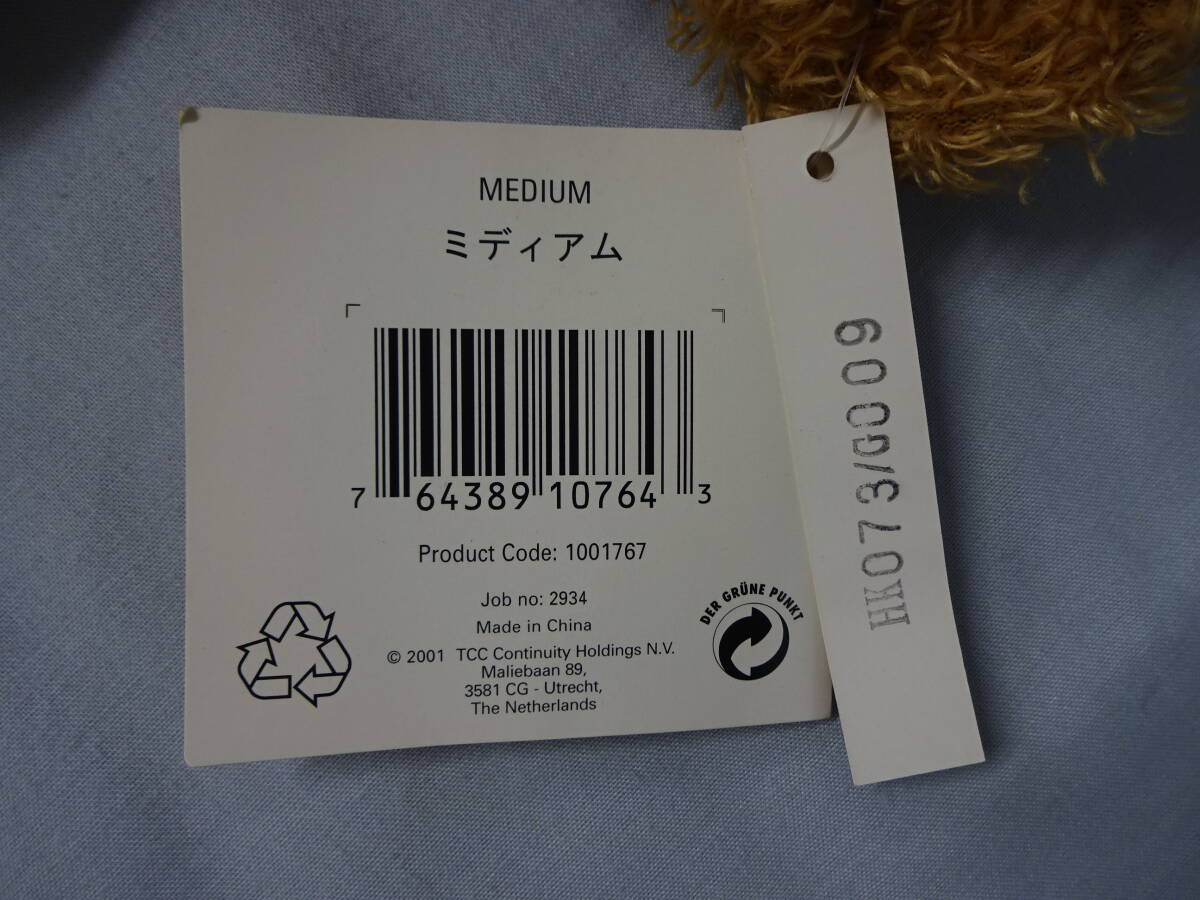 MEDIUM
ミディアム
7 64389 10764 3
Product Code: 1001767
Job no: 2934
Made in China
© 2001 TCC Continuity Holdings N.V.
Maliebaan 89,
3581 CG - Utrecht,
The Netherlands
DER GRÜNE PUNKT
HK073/G009